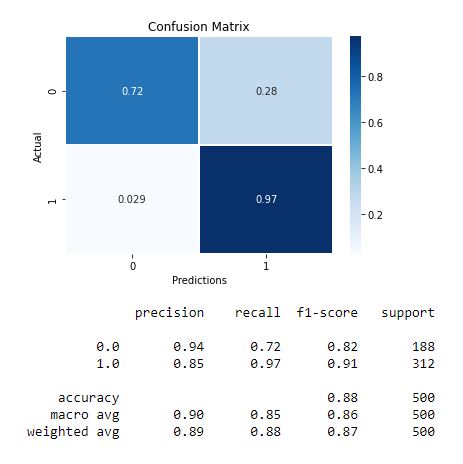 Confusion Matrix
0.8
0 0.72 0.28
0.6
Actual
0.4
1 0.029 0.97
0.2
0 1
Predictions
precision recall f1-score support
0.0 0.94 0.72 0.82 188
1.0 0.85 0.97 0.91 312
accuracy 0.88 500
macro avg 0.90 0.85 0.86 500
weighted avg 0.89 0.88 0.87 500